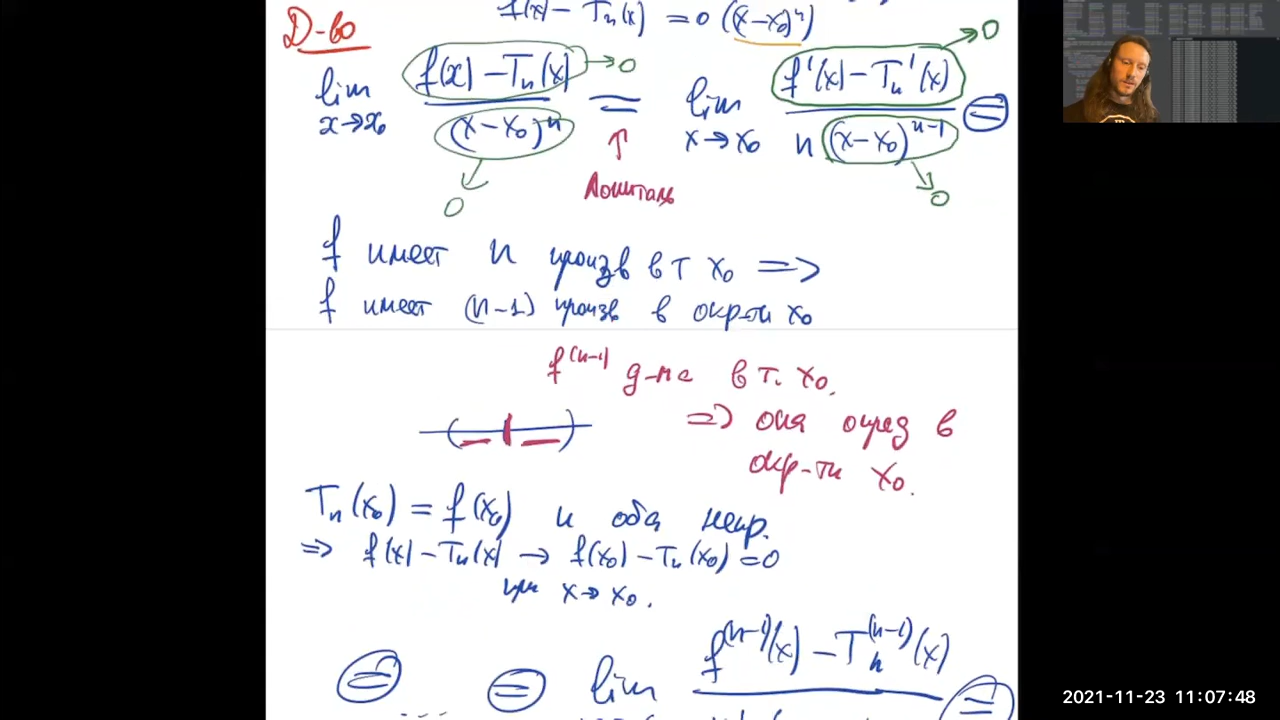 f(x) − Tₙ(x) = o((x−x₀)ⁿ)
Д-во
lim x→x₀ (f(x) − Tₙ(x)) / (x−x₀)ⁿ = lim x→x₀ (f'(x) − Tₙ'(x)) / n(x−x₀)ⁿ⁻¹ =
→0
→0
0
0
↑
Лопиталь
f имеет n произв в т x₀ =>
f имеет (n−1) произв в окр-ти x₀
f⁽ⁿ⁻¹⁾ д-ма в т. x₀.
=> она опред в
окр-ти x₀.
Tₙ(x₀) = f(x₀) и оба непр.
=> f(x) − Tₙ(x) → f(x₀) − Tₙ(x₀) = 0
при x→x₀.
= ... = lim f⁽ⁿ⁻¹⁾(x) − Tₙ⁽ⁿ⁻¹⁾(x) =
2021-11-23 11:07:48